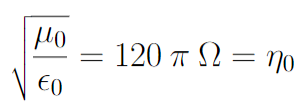 √(μ₀/ϵ₀) = 120 π Ω = η₀